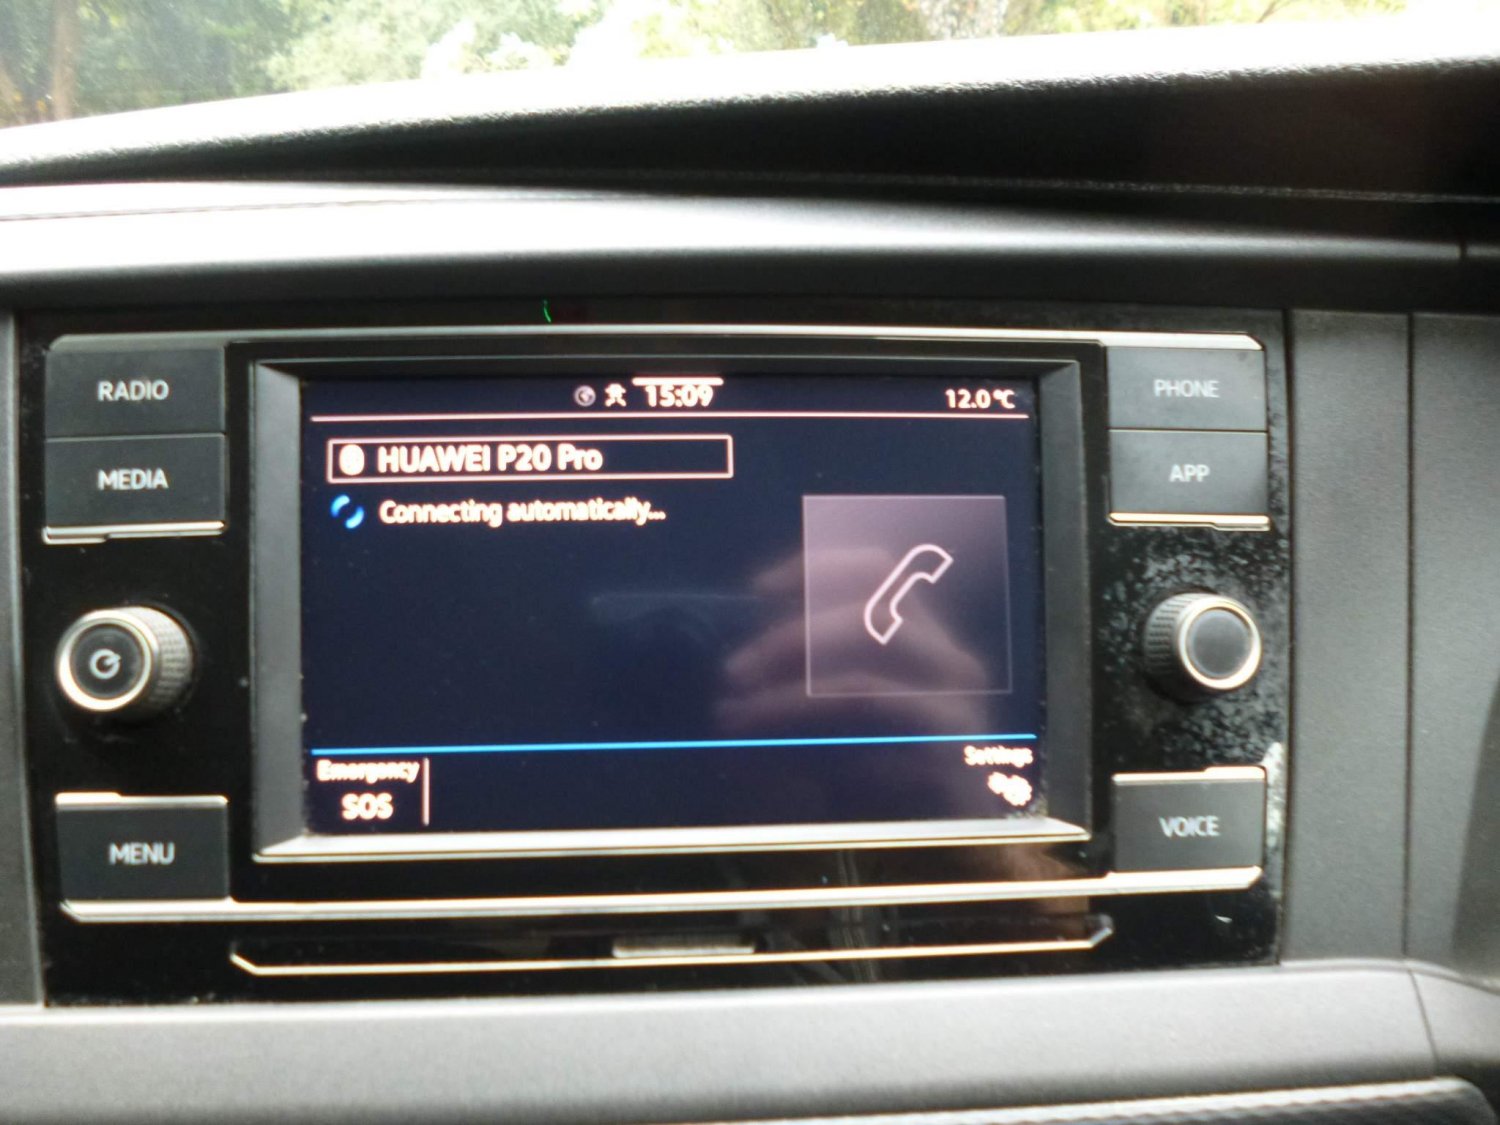 RADIO
MEDIA
MENU
15:09
12.0 °C
HUAWEI P20 Pro
Connecting automatically...
Emergency
SOS
Settings
PHONE
APP
VOICE